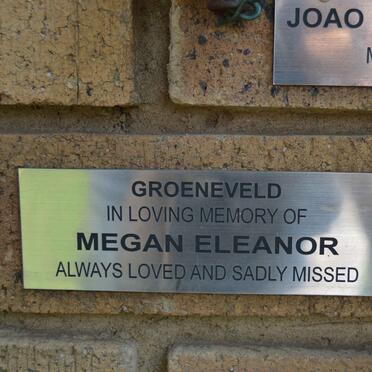 JOAO
M
GROENEVELD
IN LOVING MEMORY OF
MEGAN ELEANOR
ALWAYS LOVED AND SADLY MISSED